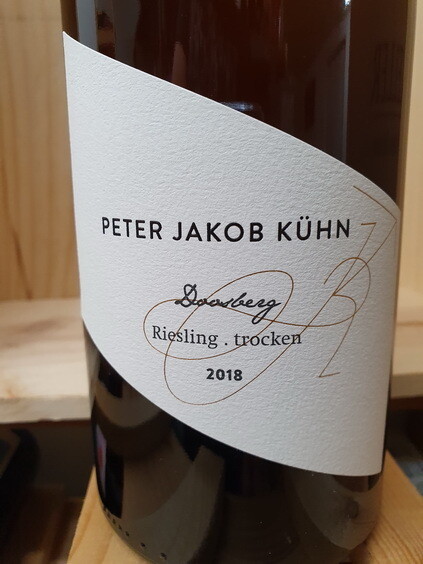 PETER JAKOB KÜHN
Doosberg
Riesling . trocken
2018